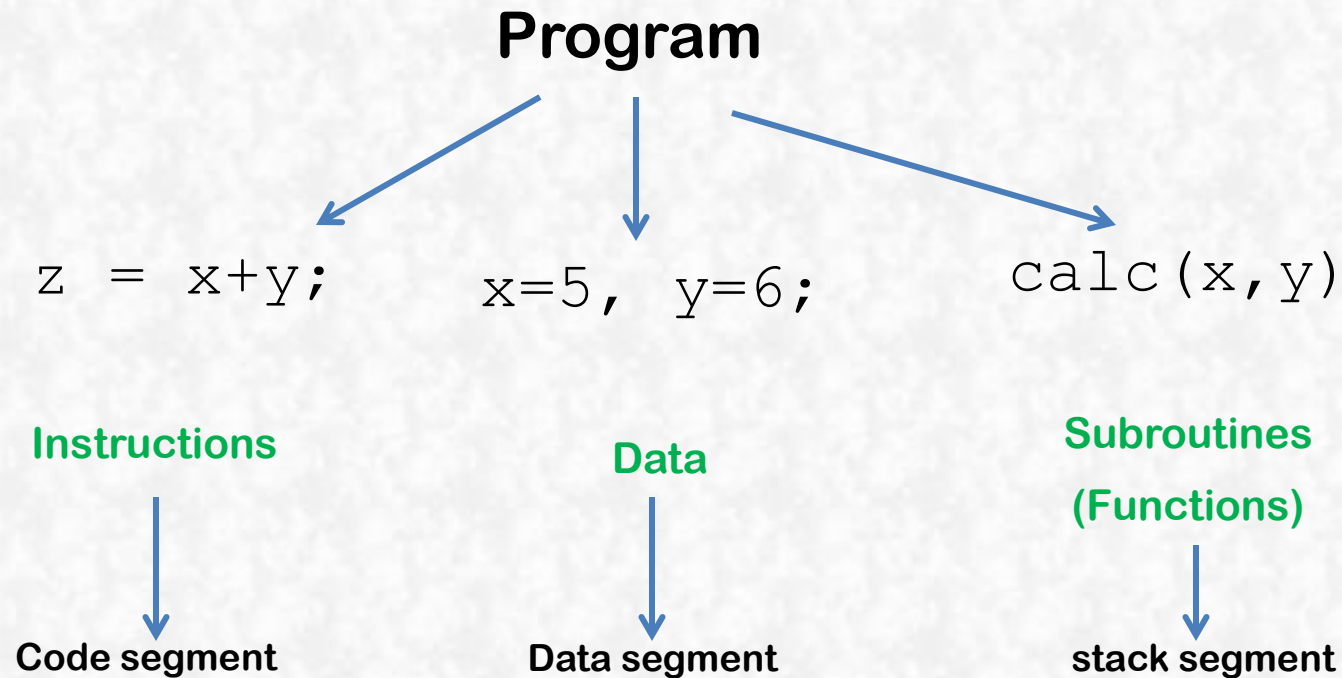 Program
z = x+y;
x=5, y=6;
calc(x,y)
Instructions
Data
Subroutines
(Functions)
Code segment
Data segment
stack segment